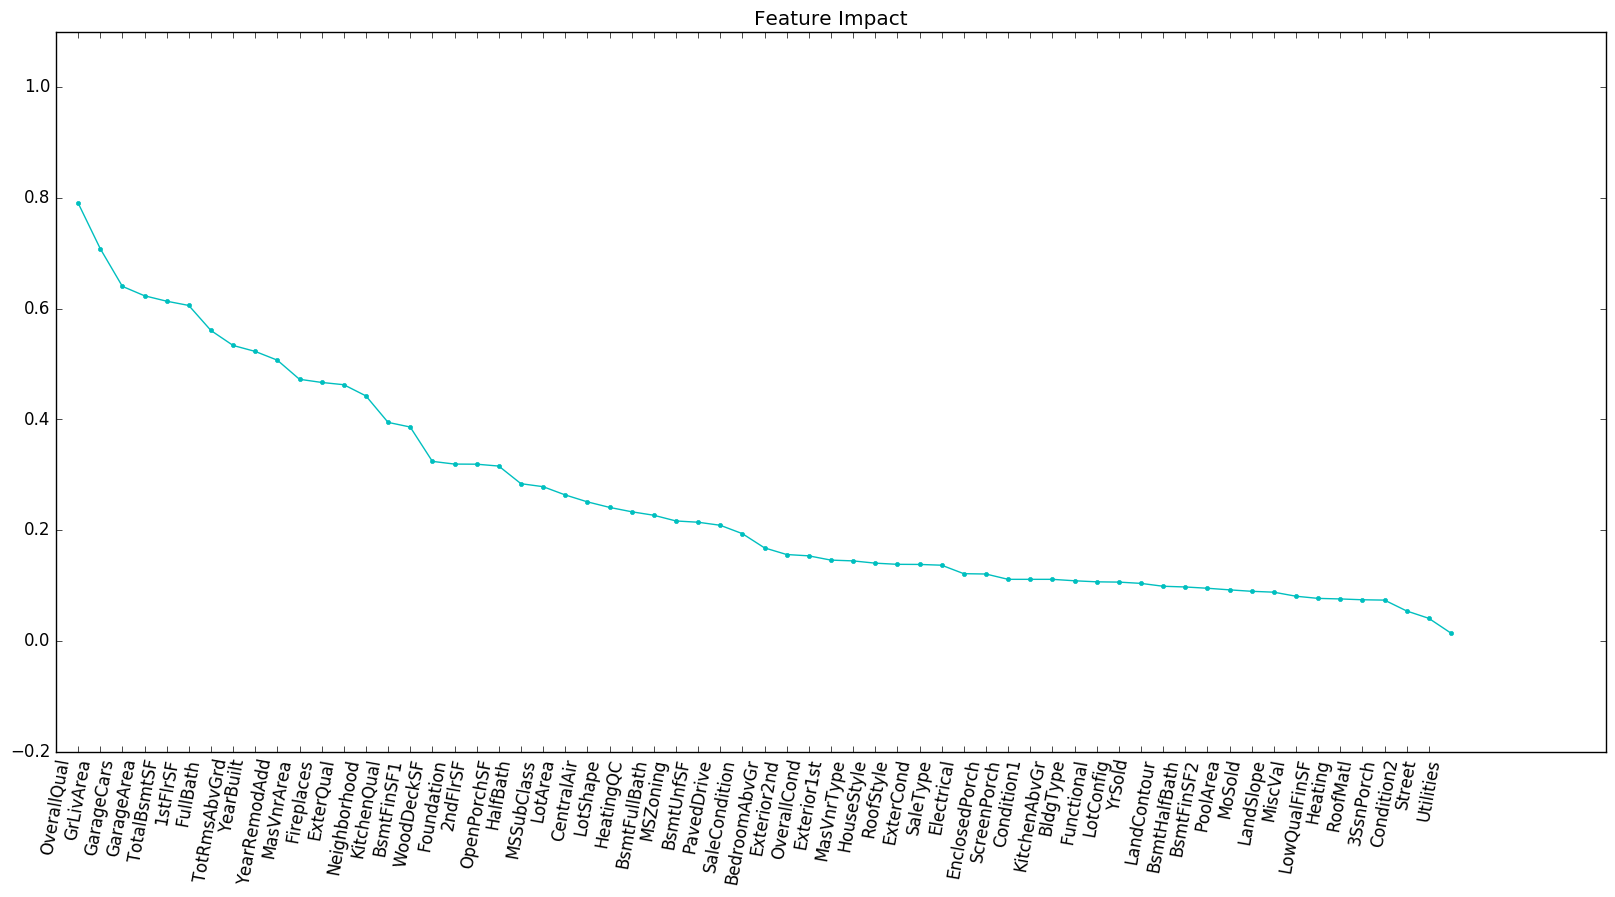 Feature Impact
1.0
0.8
0.6
0.4
0.2
0.0
−0.2
OverallQual
GrLivArea
GarageCars
GarageArea
TotalBsmtSF
1stFlrSF
FullBath
TotRmsAbvGrd
YearBuilt
YearRemodAdd
MasVnrArea
Fireplaces
ExterQual
Neighborhood
KitchenQual
BsmtFinSF1
WoodDeckSF
Foundation
2ndFlrSF
OpenPorchSF
HalfBath
MSSubClass
LotArea
CentralAir
LotShape
HeatingQC
BsmtFullBath
MSZoning
BsmtUnfSF
PavedDrive
SaleCondition
BedroomAbvGr
Exterior2nd
OverallCond
Exterior1st
MasVnrType
HouseStyle
RoofStyle
ExterCond
SaleType
Electrical
EnclosedPorch
ScreenPorch
Condition1
KitchenAbvGr
BldgType
Functional
LotConfig
YrSold
LandContour
BsmtHalfBath
BsmtFinSF2
PoolArea
MoSold
LandSlope
MiscVal
LowQualFinSF
Heating
RoofMatl
3SsnPorch
Condition2
Street
Utilities